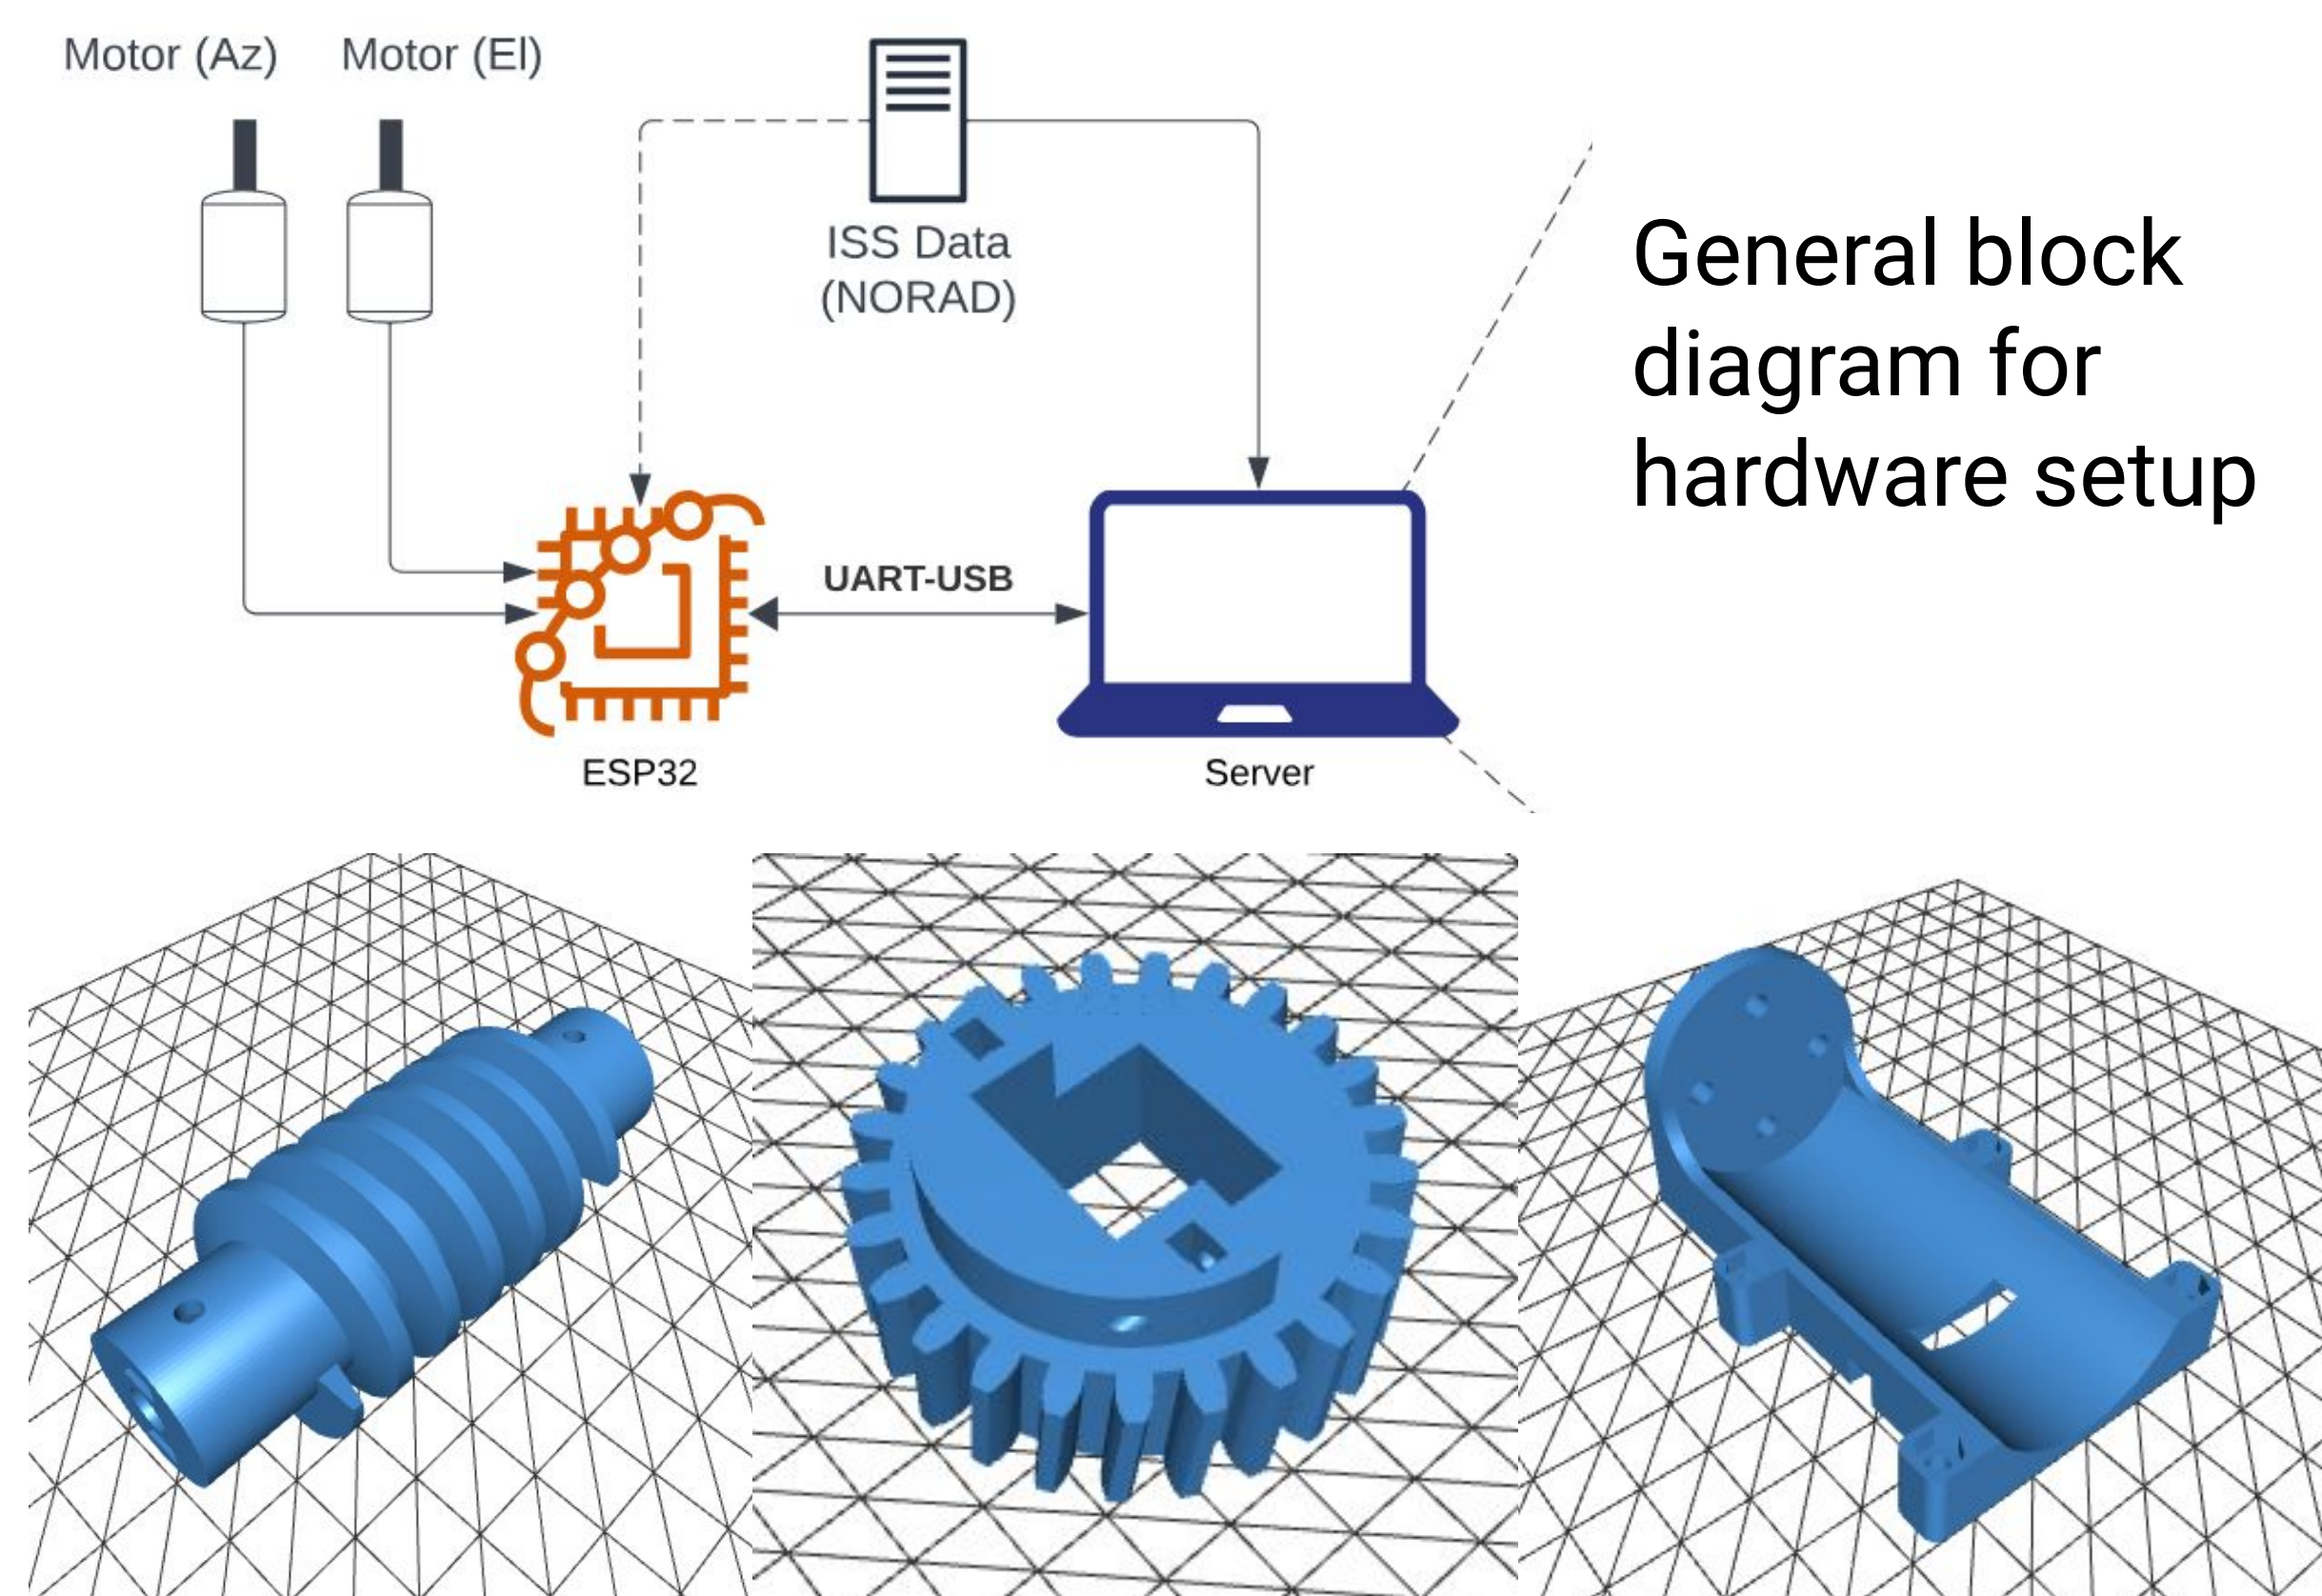 Motor (Az)
Motor (El)
ISS Data
(NORAD)
General block
diagram for
hardware setup
UART-USB
ESP32
Server